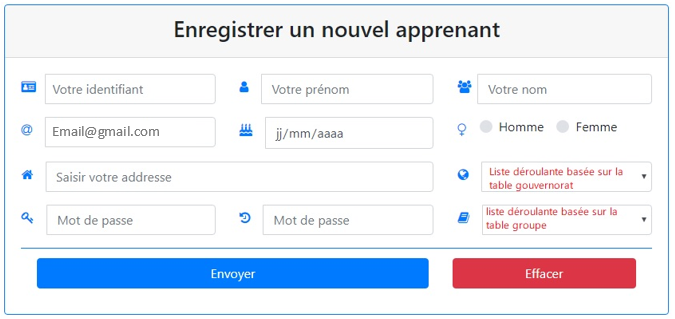 Enregistrer un nouvel apprenant
Votre identifiant
Votre prénom
Votre nom
@
Email@gmail.com
jj/mm/aaaa
Homme
Femme
Saisir votre addresse
Liste déroulante basée sur la
table gouvernorat
Mot de passe
Mot de passe
liste déroulante basée sur la
table groupe
Envoyer
Effacer